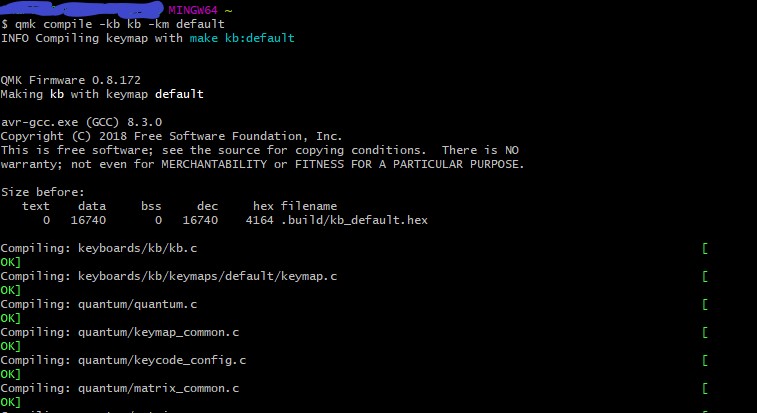 MINGW64 ~
$ qmk compile -kb kb -km default
INFO Compiling keymap with make kb:default
QMK Firmware 0.8.172
Making kb with keymap default
avr-gcc.exe (GCC) 8.3.0
Copyright (C) 2018 Free Software Foundation, Inc.
This is free software; see the source for copying conditions.  There is NO
warranty; not even for MERCHANTABILITY or FITNESS FOR A PARTICULAR PURPOSE.
Size before:
   text    data     bss     dec     hex filename
      0   16740       0   16740    4164 .build/kb_default.hex
Compiling: keyboards/kb/kb.c [
OK]
Compiling: keyboards/kb/keymaps/default/keymap.c [
OK]
Compiling: quantum/quantum.c [
OK]
Compiling: quantum/keymap_common.c [
OK]
Compiling: quantum/keycode_config.c [
OK]
Compiling: quantum/matrix_common.c [
OK]